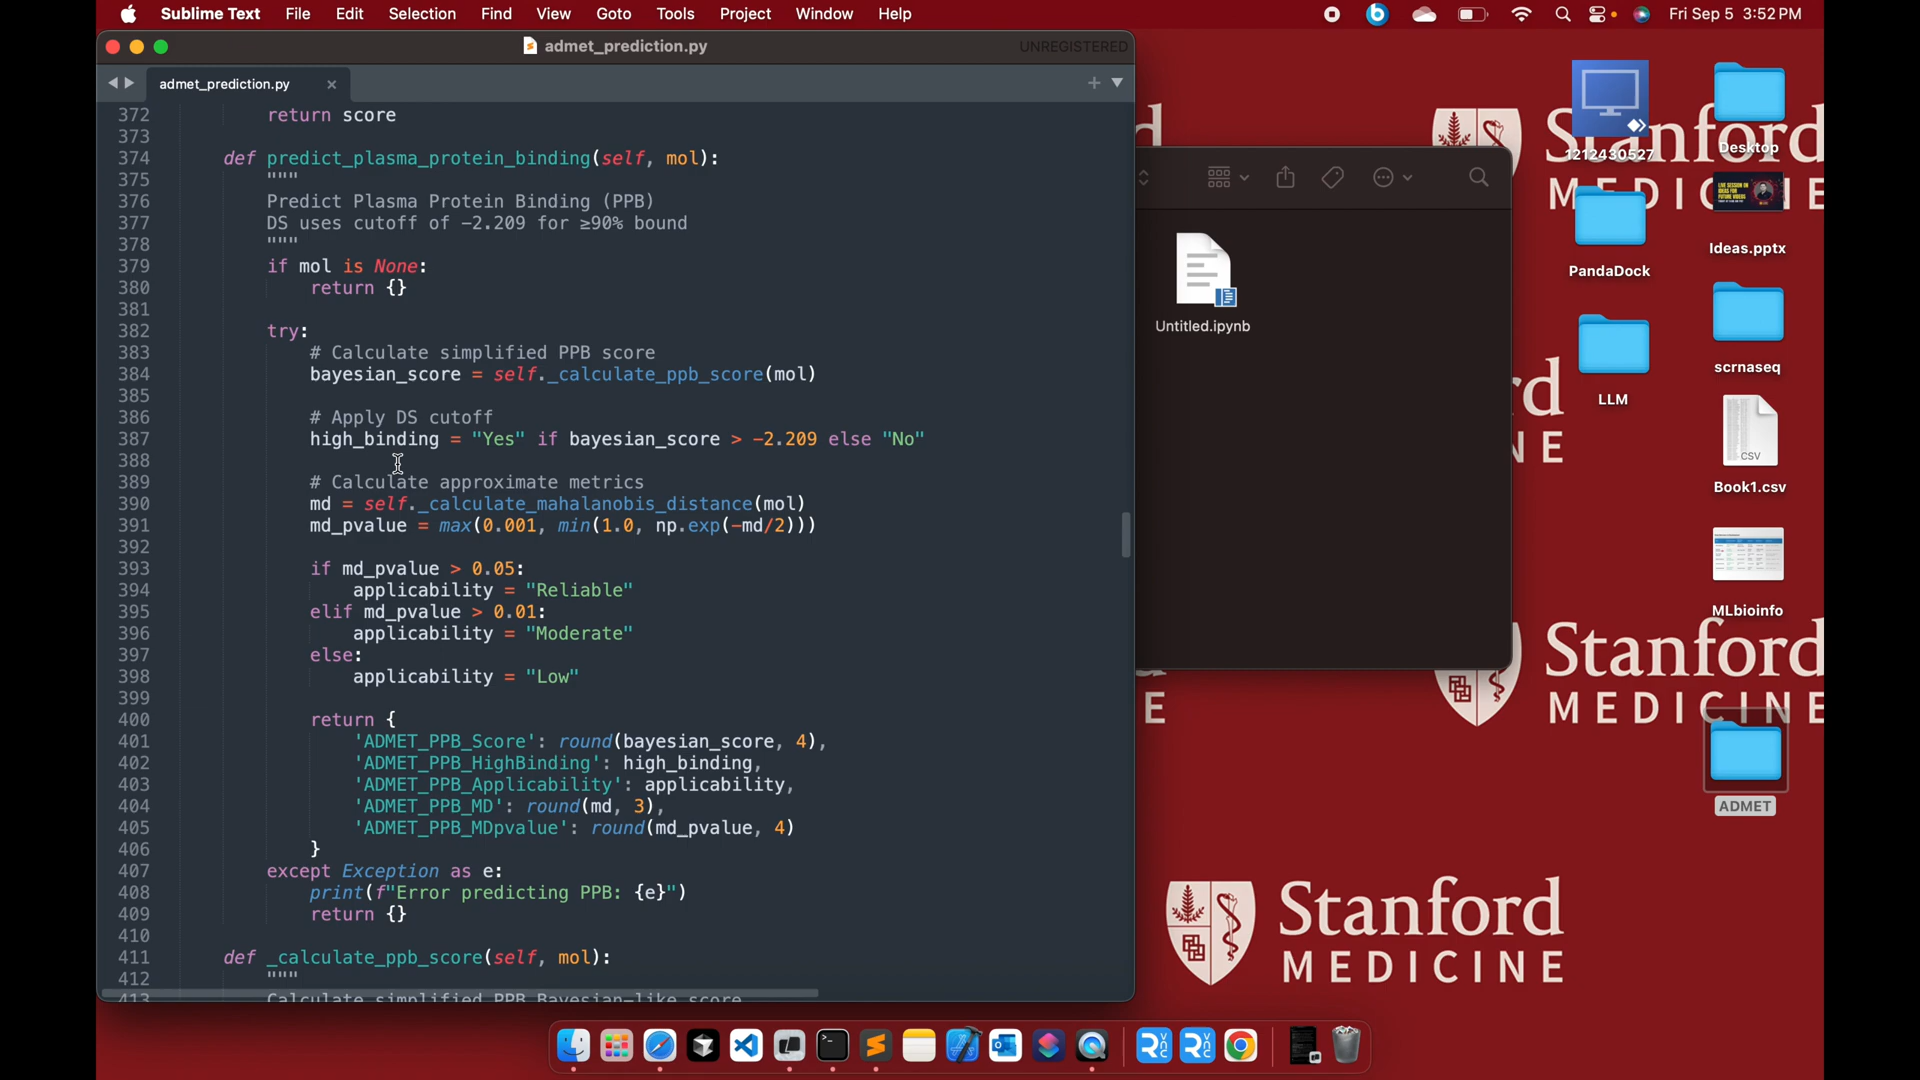 Sublime Text File Edit Selection Find View Goto Tools Project Window Help
Fri Sep 5 3:52 PM
admet_prediction.py
UNREGISTERED
admet_prediction.py
372 return score
373
374 def predict_plasma_protein_binding(self, mol):
375 """
376 Predict Plasma Protein Binding (PPB)
377 DS uses cutoff of -2.209 for ≥90% bound
378 """
379 if mol is None:
380 return {}
381
382 try:
383 # Calculate simplified PPB score
384 bayesian_score = self._calculate_ppb_score(mol)
385
386 # Apply DS cutoff
387 high_binding = "Yes" if bayesian_score > -2.209 else "No"
388
389 # Calculate approximate metrics
390 md = self._calculate_mahalanobis_distance(mol)
391 md_pvalue = max(0.001, min(1.0, np.exp(-md/2)))
392
393 if md_pvalue > 0.05:
394 applicability = "Reliable"
395 elif md_pvalue > 0.01:
396 applicability = "Moderate"
397 else:
398 applicability = "Low"
399
400 return {
401 'ADMET_PPB_Score': round(bayesian_score, 4),
402 'ADMET_PPB_HighBinding': high_binding,
403 'ADMET_PPB_Applicability': applicability,
404 'ADMET_PPB_MD': round(md, 3),
405 'ADMET_PPB_MDpvalue': round(md_pvalue, 4)
406 }
407 except Exception as e:
408 print(f"Error predicting PPB: {e}")
409 return {}
410
411 def _calculate_ppb_score(self, mol):
412 """
413 Calculate simplified PPB Bayesian-like score
Untitled.ipynb
1212430527
Desktop
PandaDock
Ideas.pptx
LLM
scrnaseq
CSV
Book1.csv
MLbioinfo
ADMET
Stanford
MEDICINE
Stanford
MEDICINE
Stanford
MEDICINE